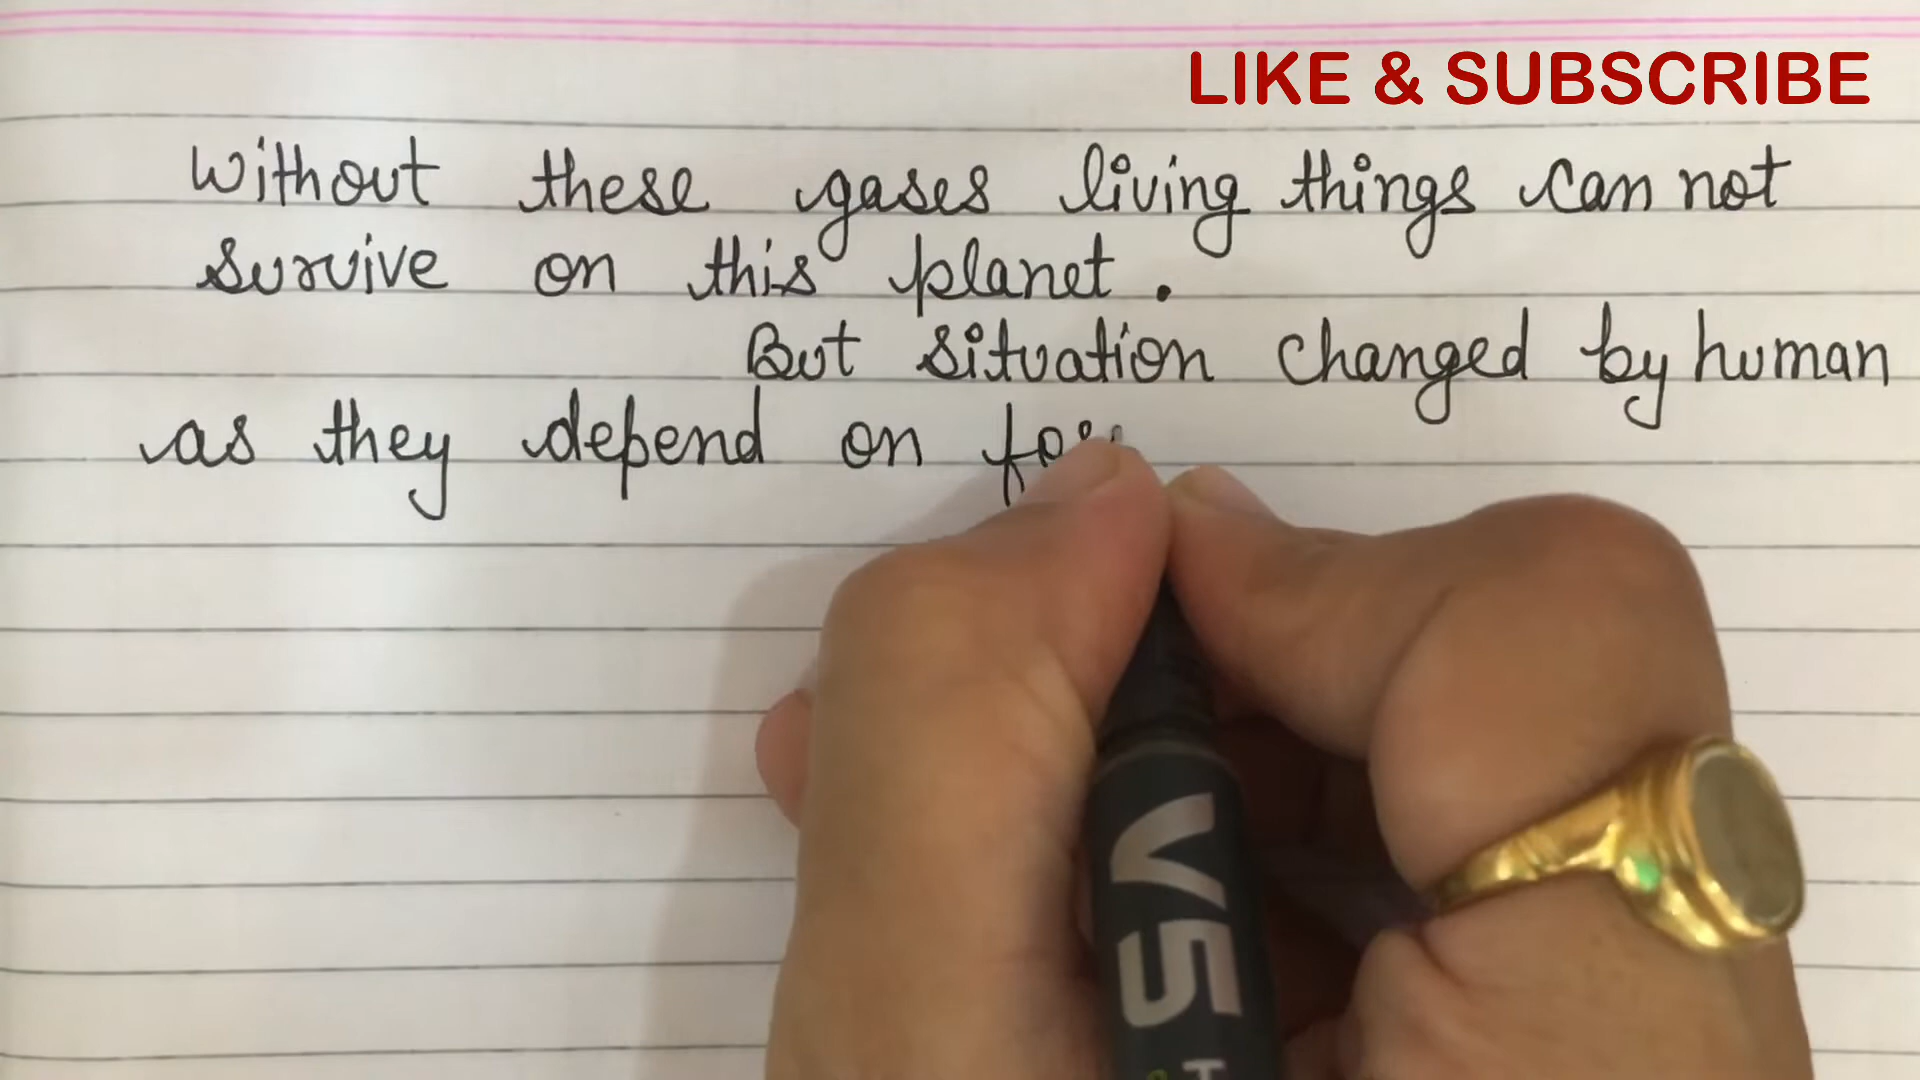 LIKE & SUBSCRIBE
Without these gases living things can not
survive on this planet.
But situation changed by human
as they depend on
V5